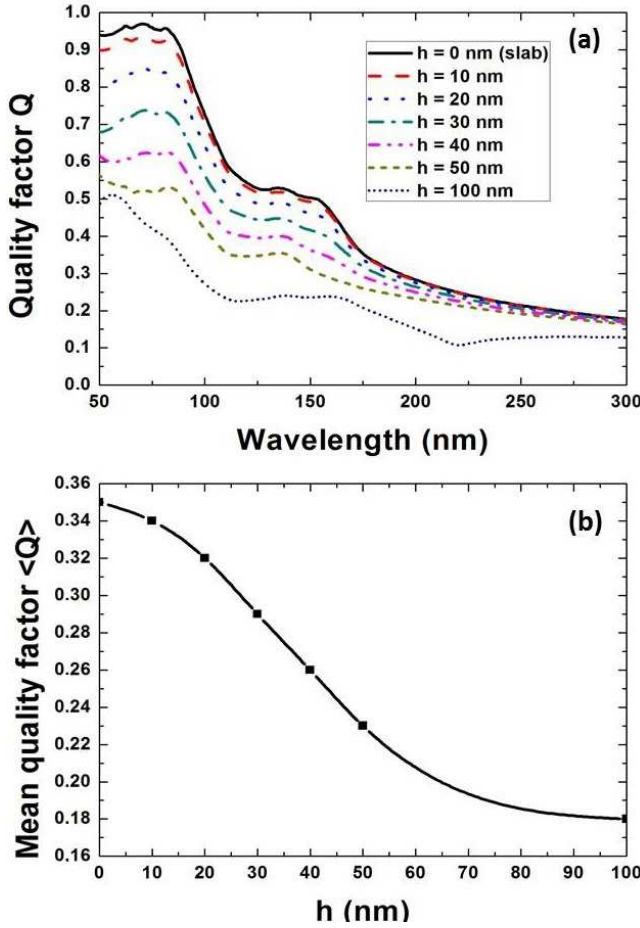 1.0
0.9
0.8
0.7
0.6
0.5
0.4
0.3
0.2
0.1
0.0
Quality factor Q
(a)
h = 0 nm (slab)
h = 10 nm
h = 20 nm
h = 30 nm
h = 40 nm
h = 50 nm
h = 100 nm
50 100 150 200 250 300
Wavelength (nm)
0.36
0.34
0.32
0.30
0.28
0.26
0.24
0.22
0.20
0.18
0.16
Mean quality factor <Q>
(b)
0 10 20 30 40 50 60 70 80 90 100
h (nm)